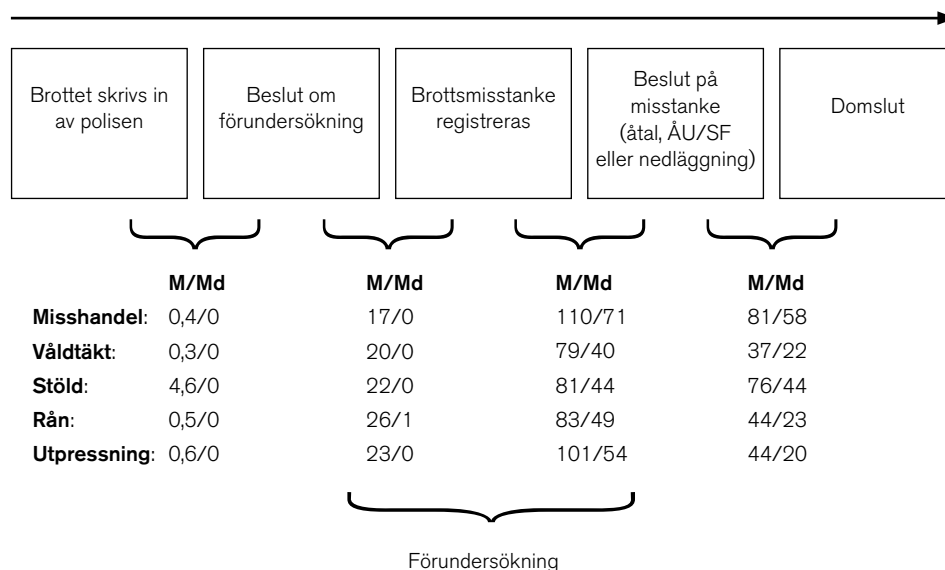 Brottet skrivs in
av polisen
Beslut om
förundersökning
Brottsmisstanke
registreras
Beslut på
misstanke
(åtal, ÅU/SF
eller nedläggning)
Domslut
M/Md M/Md M/Md M/Md
Misshandel: 0,4/0 17/0 110/71 81/58
Våldtäkt: 0,3/0 20/0 79/40 37/22
Stöld: 4,6/0 22/0 81/44 76/44
Rån: 0,5/0 26/1 83/49 44/23
Utpressning: 0,6/0 23/0 101/54 44/20
Förundersökning